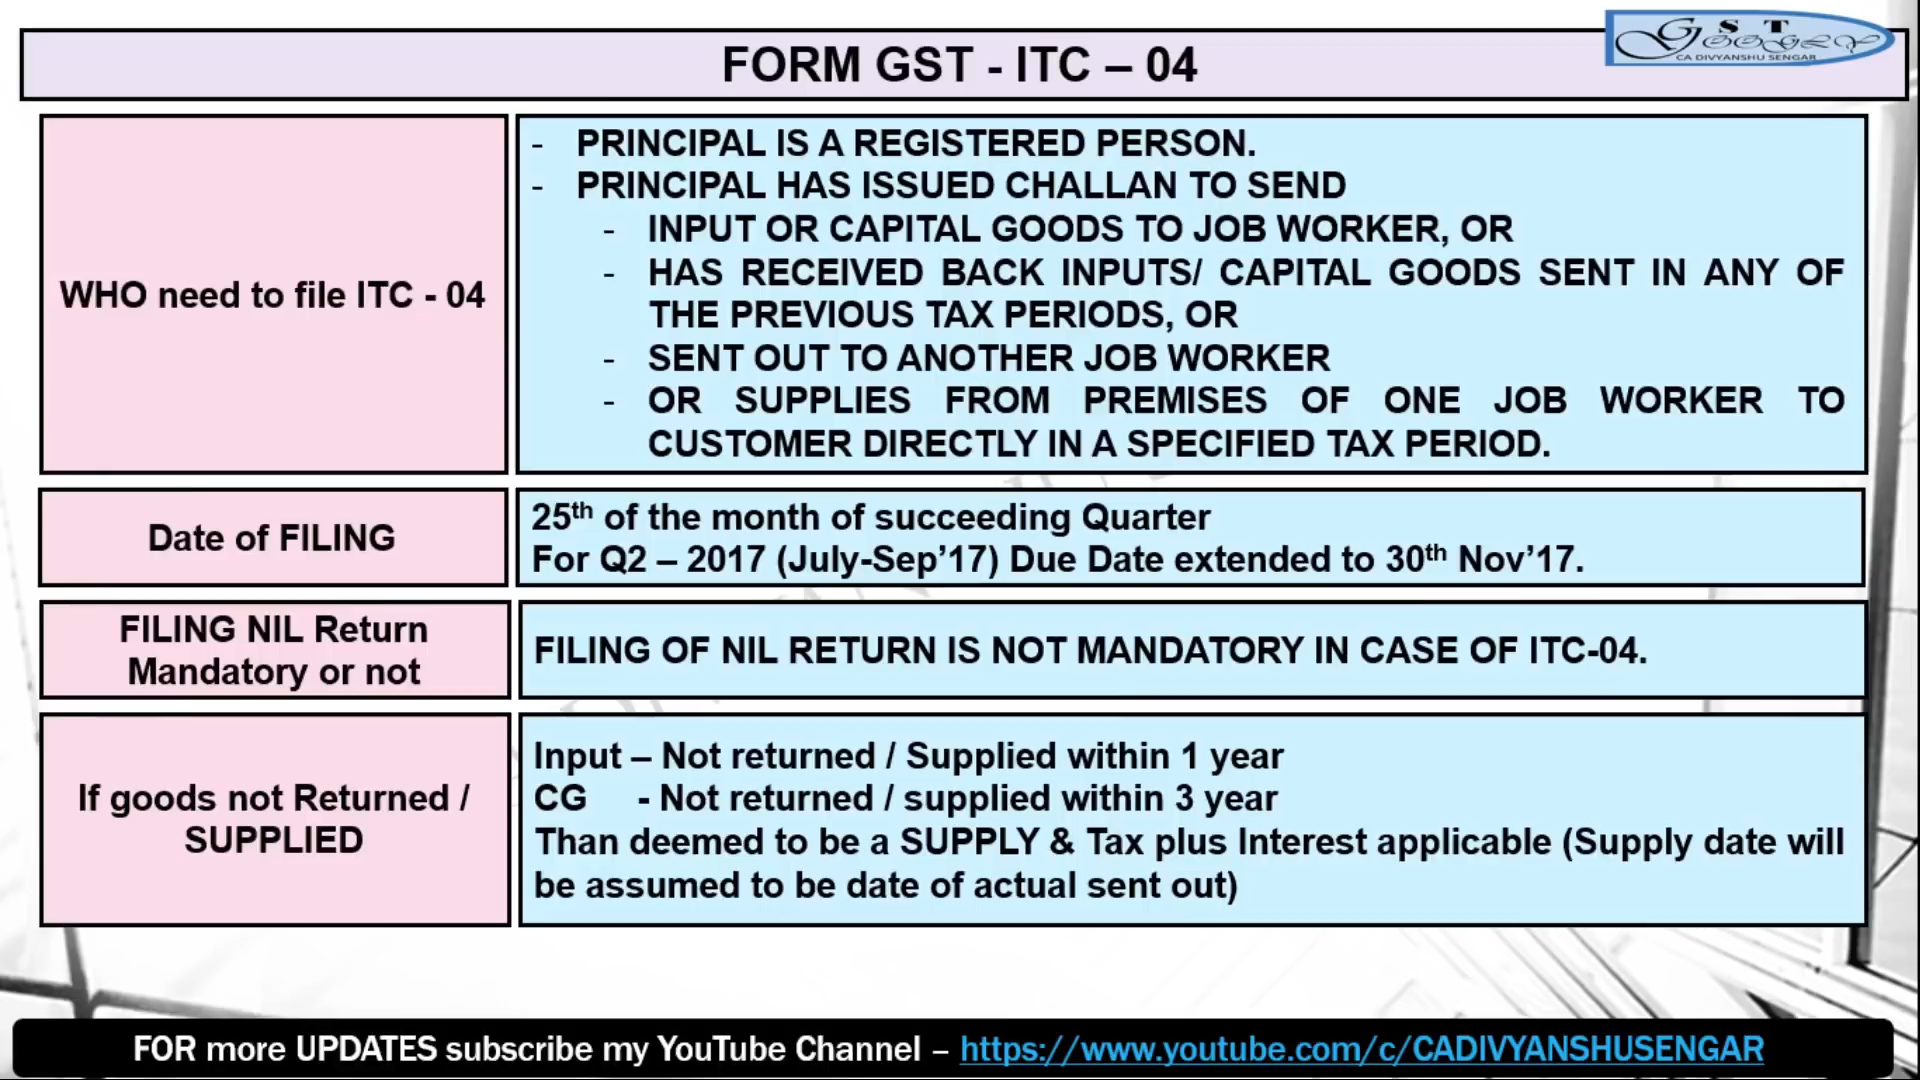 GST
GOOGLY
CA DIVYANSHU SENGAR
FORM GST - ITC – 04
WHO need to file ITC - 04
- PRINCIPAL IS A REGISTERED PERSON.
- PRINCIPAL HAS ISSUED CHALLAN TO SEND
- INPUT OR CAPITAL GOODS TO JOB WORKER, OR
- HAS RECEIVED BACK INPUTS/ CAPITAL GOODS SENT IN ANY OF
THE PREVIOUS TAX PERIODS, OR
- SENT OUT TO ANOTHER JOB WORKER
- OR SUPPLIES FROM PREMISES OF ONE JOB WORKER TO
CUSTOMER DIRECTLY IN A SPECIFIED TAX PERIOD.
Date of FILING
25th of the month of succeeding Quarter
For Q2 – 2017 (July-Sep’17) Due Date extended to 30th Nov’17.
FILING NIL Return
Mandatory or not
FILING OF NIL RETURN IS NOT MANDATORY IN CASE OF ITC-04.
If goods not Returned /
SUPPLIED
Input – Not returned / Supplied within 1 year
CG - Not returned / supplied within 3 year
Than deemed to be a SUPPLY & Tax plus Interest applicable (Supply date will
be assumed to be date of actual sent out)
FOR more UPDATES subscribe my YouTube Channel – https://www.youtube.com/c/CADIVYANSHUSENGAR